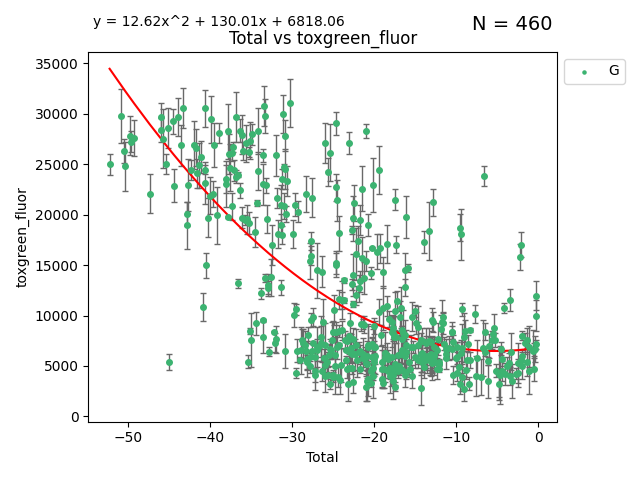 y = 12.62x^2 + 130.01x + 6818.06
N = 460
Total vs toxgreen_fluor
35000
30000
25000
20000
15000
10000
5000
0
toxgreen_fluor
−50
−40
−30
−20
−10
0
Total
G